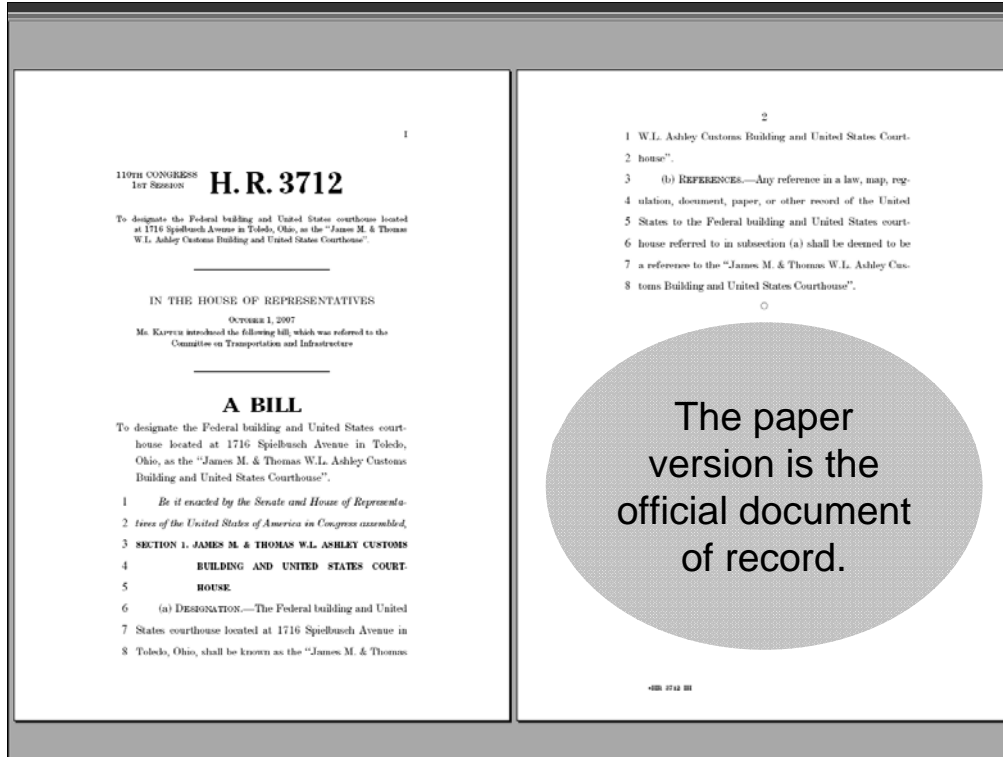 I
110TH CONGRESS
1ST SESSION
H. R. 3712
To designate the Federal building and United States courthouse located
at 1716 Spielbusch Avenue in Toledo, Ohio, as the “James M. & Thomas
W.L. Ashley Customs Building and United States Courthouse”.
IN THE HOUSE OF REPRESENTATIVES
OCTOBER 1, 2007
Ms. KAPTUR introduced the following bill; which was referred to the
Committee on Transportation and Infrastructure
A BILL
To designate the Federal building and United States court-
house located at 1716 Spielbusch Avenue in Toledo,
Ohio, as the “James M. & Thomas W.L. Ashley Customs
Building and United States Courthouse”.
1 Be it enacted by the Senate and House of Representa-
2 tives of the United States of America in Congress assembled,
3 SECTION 1. JAMES M. & THOMAS W.L. ASHLEY CUSTOMS
4 BUILDING AND UNITED STATES COURT-
5 HOUSE.
6 (a) DESIGNATION.—The Federal building and United
7 States courthouse located at 1716 Spielbusch Avenue in
8 Toledo, Ohio, shall be known as the “James M. & Thomas
2
1 W.L. Ashley Customs Building and United States Court-
2 house”.
3 (b) REFERENCES.—Any reference in a law, map, reg-
4 ulation, document, paper, or other record of the United
5 States to the Federal building and United States court-
6 house referred to in subsection (a) shall be deemed to be
7 a reference to the “James M. & Thomas W.L. Ashley Cus-
8 toms Building and United States Courthouse”.
The paper
version is the
official document
of record.
•HR 3712 IH